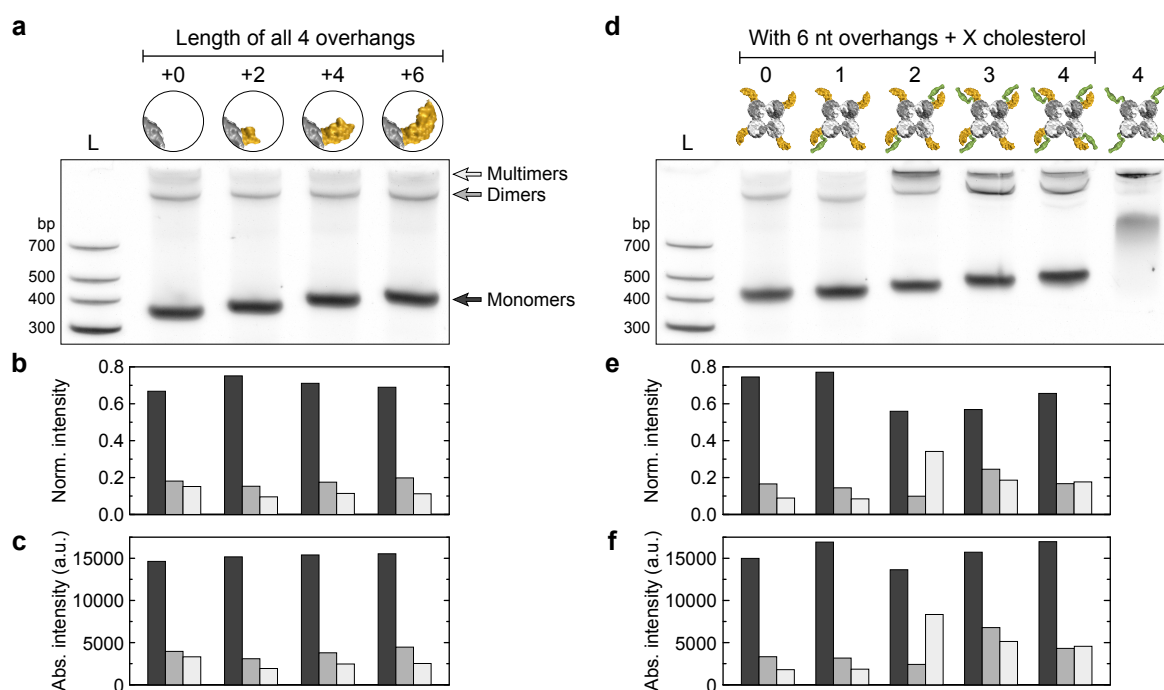 a
Length of all 4 overhangs
+0 +2 +4 +6
L
Multimers
Dimers
bp
700
500
400
Monomers
300
b
0.8
0.6
0.4
0.2
0.0
Norm. intensity
c
15000
10000
5000
0
Abs. intensity (a.u.)
d
With 6 nt overhangs + X cholesterol
0 1 2 3 4 4
L
bp
700
500
400
300
e
0.8
0.6
0.4
0.2
0.0
Norm. intensity
f
15000
10000
5000
0
Abs. intensity (a.u.)